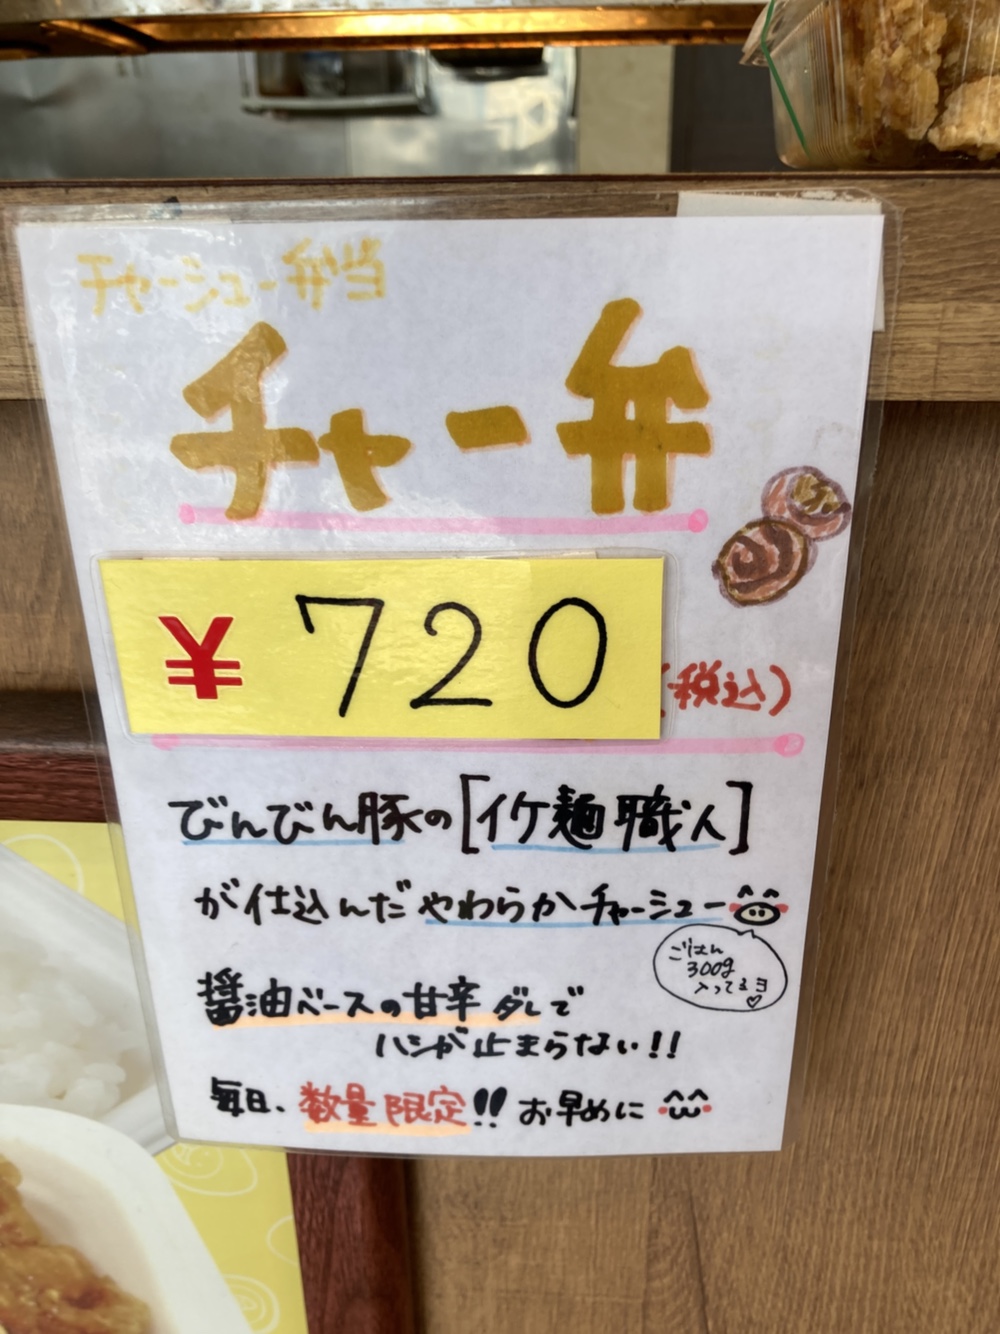 チャーシュー弁当
チャー弁
¥720
(税込)
びんびん豚の[イケ麺職人]
が仕込んだやわらかチャーシュー
ごはん
300g
入ってるヨ♡
醤油ベースの甘辛ダレで
ハシが止まらない!!
毎日、数量限定!!お早めに